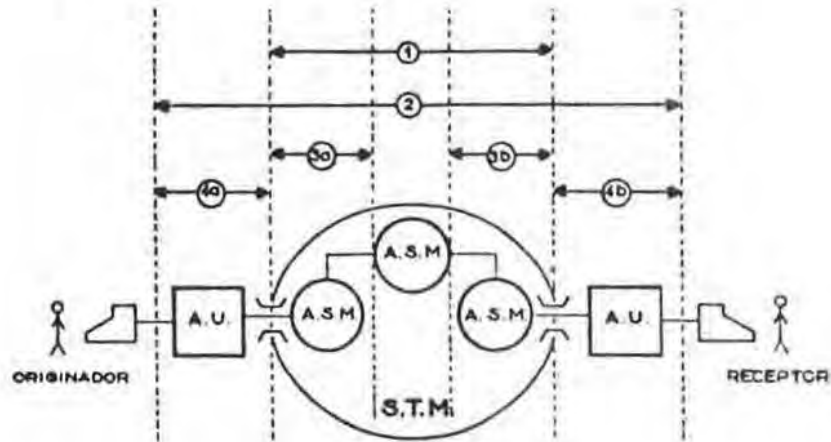 1
2
3a
3b
4a
4b
A.S.M
A.U.
A.S.M
A.S.M
A.U.
ORIGINADOR
RECEPTOR
S.T.M.